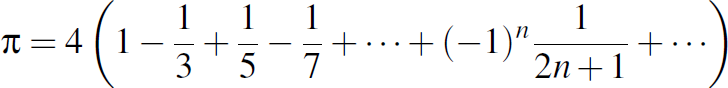 π = 4 ( 1 − 1/3 + 1/5 − 1/7 + ⋯ + (−1)ⁿ 1/(2n + 1) + ⋯ )